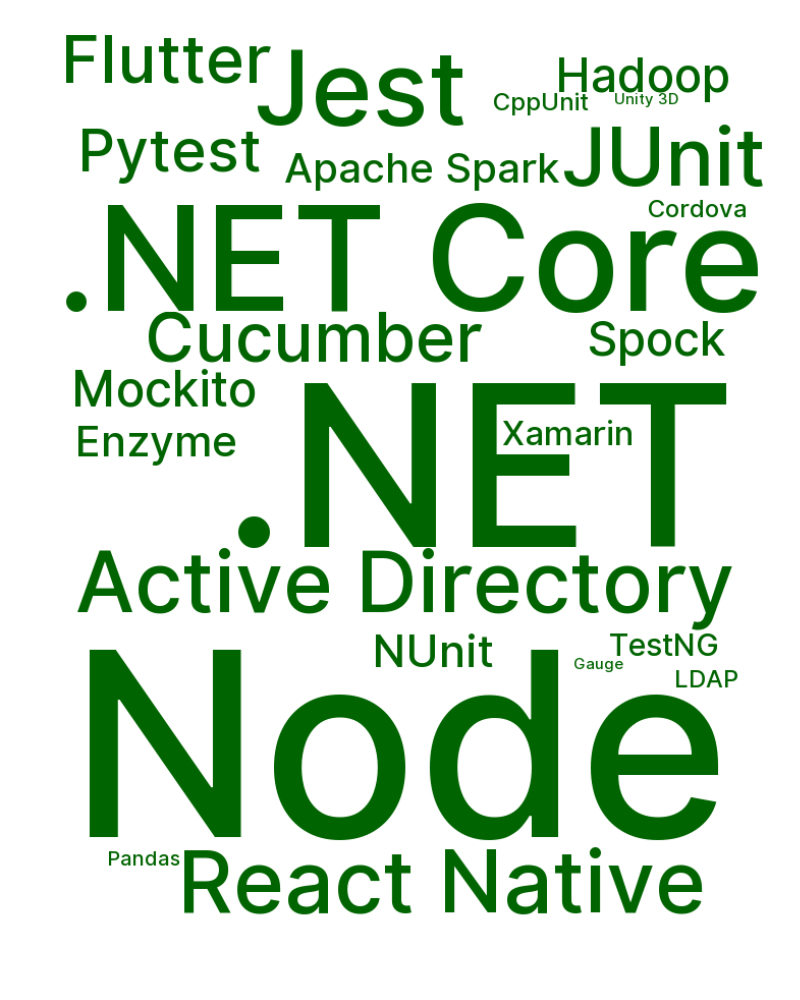 Flutter
Jest
Hadoop
CppUnit
Unity 3D
Pytest
Apache Spark
JUnit
Cordova
.NET Core
Cucumber
Spock
Mockito
.NET
Xamarin
Enzyme
Active Directory
NUnit
TestNG
Gauge
LDAP
Node
Pandas
React Native